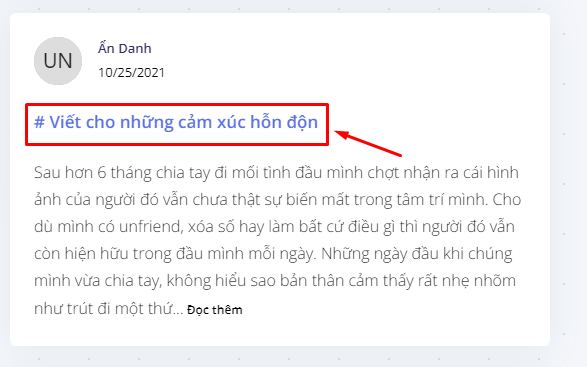 UN
Ẩn Danh
10/25/2021
# Viết cho những cảm xúc hỗn độn
Sau hơn 6 tháng chia tay đi mối tình đầu mình chợt nhận ra cái hình
ảnh của người đó vẫn chưa thật sự biến mất trong tâm trí mình. Cho
dù mình có unfriend, xóa số hay làm bất cứ điều gì thì người đó vẫn
còn hiện hữu trong đầu mình mỗi ngày. Những ngày đầu khi chúng
mình vừa chia tay, không hiểu sao bản thân cảm thấy rất nhẹ nhõm
như trút đi một thứ... Đọc thêm